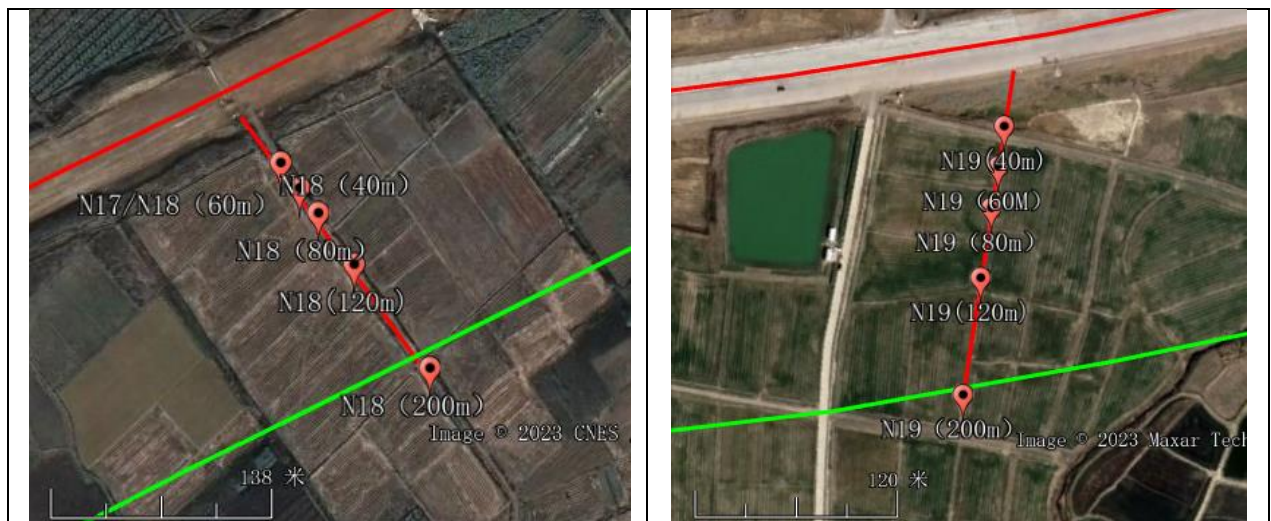 N18 （40m）
N17/N18 （60m）
N18 （80m）
N18(120m)
N18 （200m）
Image © 2023 CNES /
138 米
N19(40m)
N19 （60M）
N19 （80m）
N19(120m)
N19 （200m）
Image © 2023 Maxar Tech
120 米